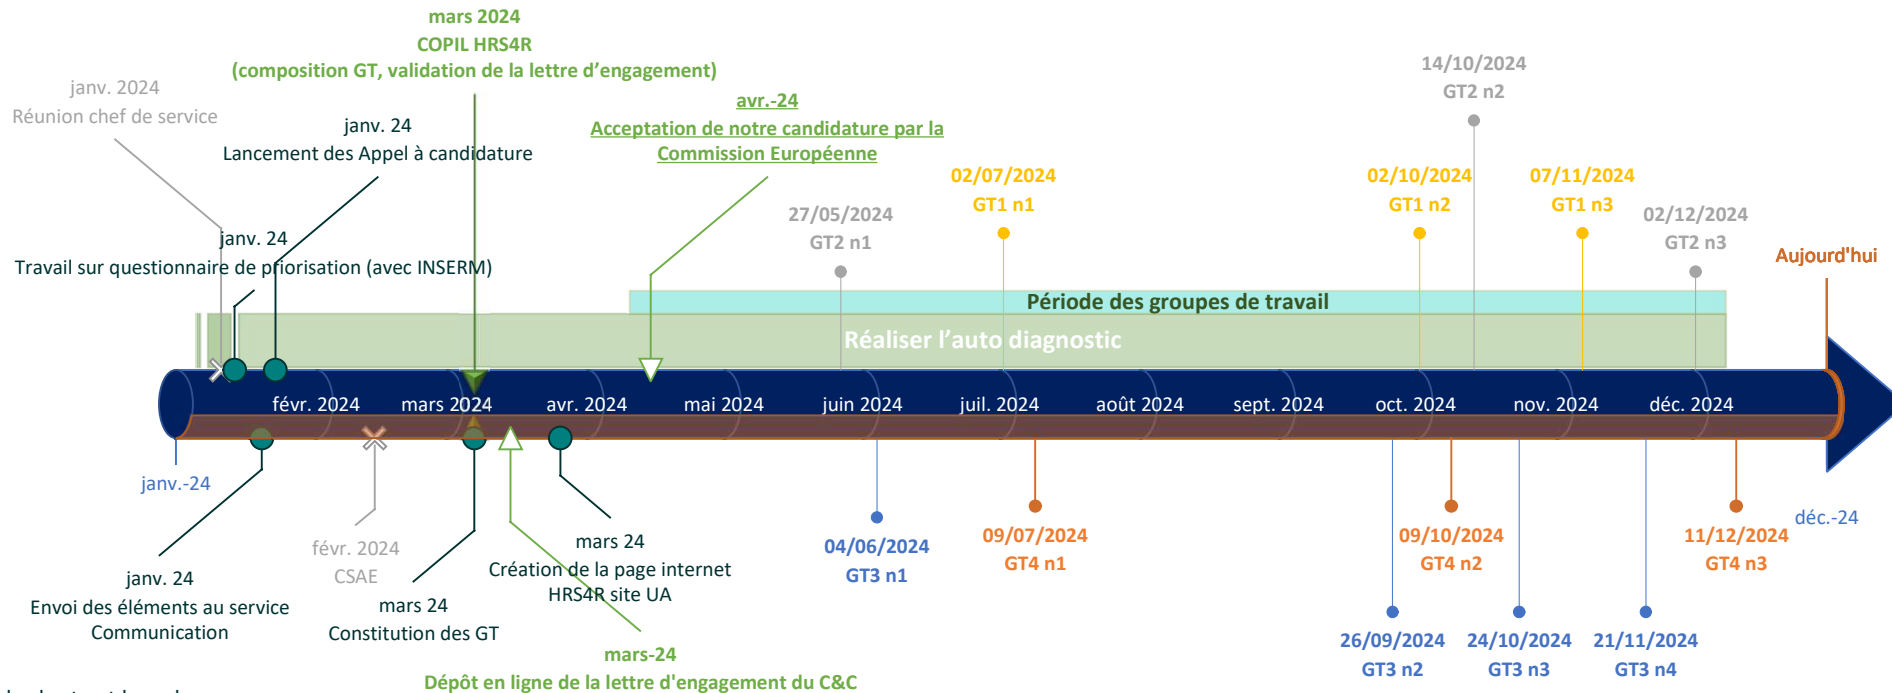 mars 2024
COPIL HRS4R
(composition GT, validation de la lettre d’engagement)
janv. 2024
Réunion chef de service
janv. 24
Lancement des Appel à candidature
avr.-24
Acceptation de notre candidature par la
Commission Européenne
14/10/2024
GT2 n2
02/07/2024
GT1 n1
02/10/2024
GT1 n2
07/11/2024
GT1 n3
27/05/2024
GT2 n1
02/12/2024
GT2 n3
janv. 24
Travail sur questionnaire de priorisation (avec INSERM)
Aujourd'hui
Période des groupes de travail
Réaliser l’auto diagnostic
févr. 2024
mars 2024
avr. 2024
mai 2024
juin 2024
juil. 2024
août 2024
sept. 2024
oct. 2024
nov. 2024
déc. 2024
janv.-24
déc.-24
févr. 2024
CSAE
mars 24
Création de la page internet
HRS4R site UA
04/06/2024
GT3 n1
09/07/2024
GT4 n1
09/10/2024
GT4 n2
11/12/2024
GT4 n3
janv. 24
Envoi des éléments au service
Communication
mars 24
Constitution des GT
26/09/2024
GT3 n2
24/10/2024
GT3 n3
21/11/2024
GT3 n4
mars-24
Dépôt en ligne de la lettre d'engagement du C&C